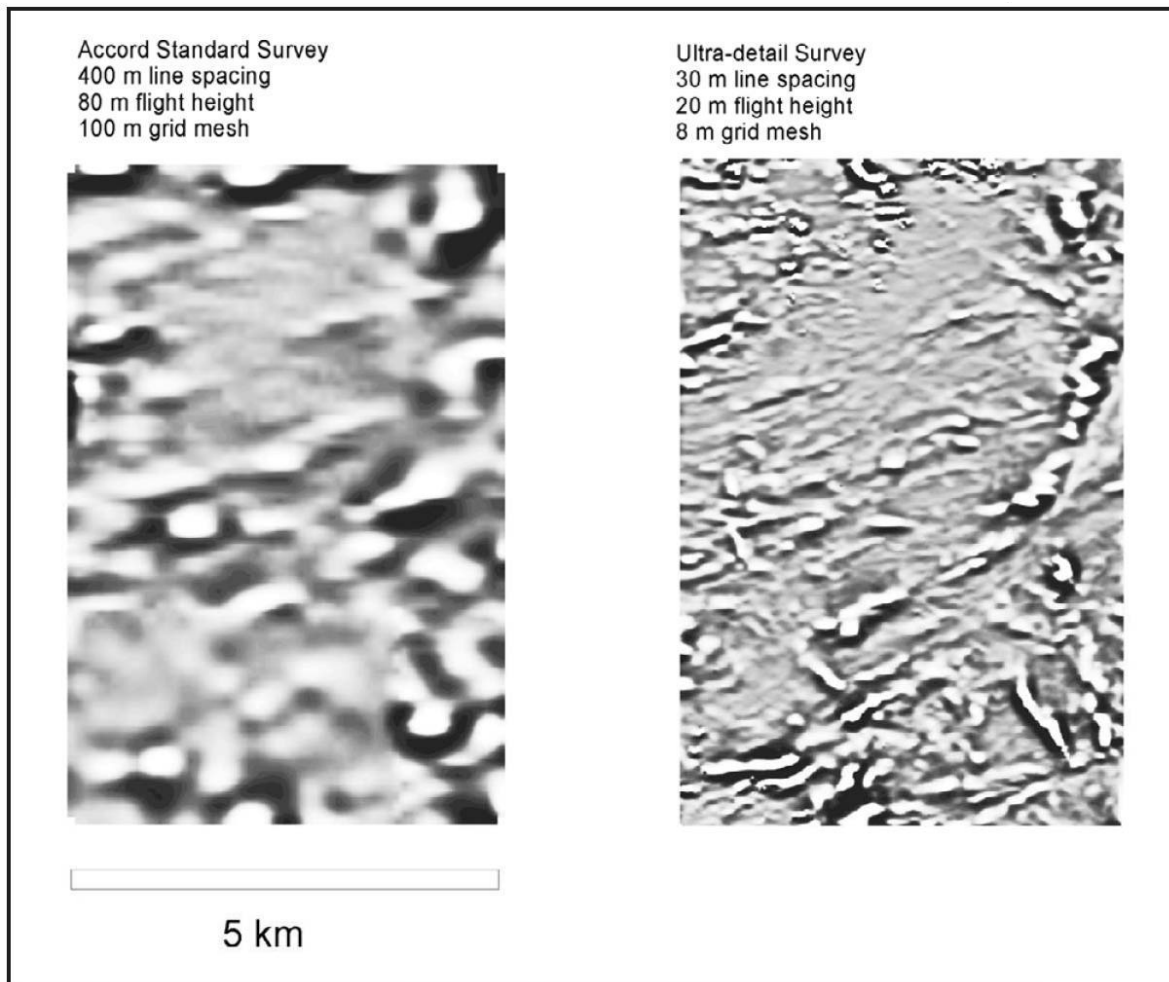 Accord Standard Survey
400 m line spacing
80 m flight height
100 m grid mesh
Ultra-detail Survey
30 m line spacing
20 m flight height
8 m grid mesh
5 km